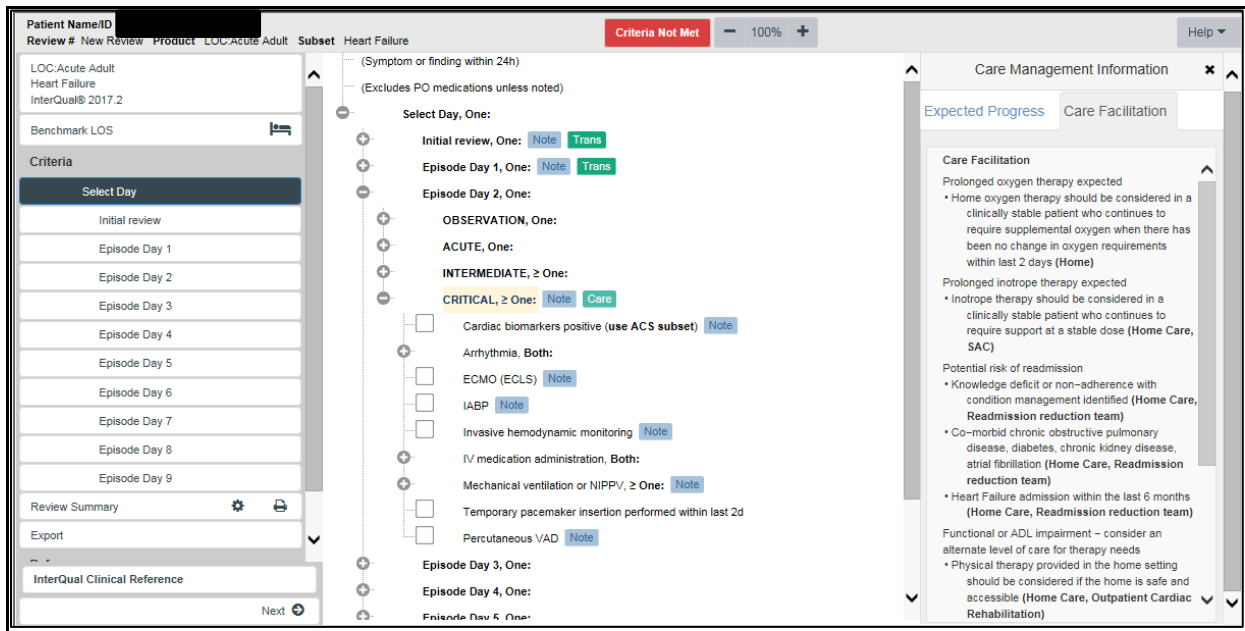 Patient Name/ID
Review # New Review Product LOC:Acute Adult Subset Heart Failure
Criteria Not Met
100%
Help
LOC:Acute Adult
Heart Failure
InterQual® 2017.2
Benchmark LOS
Criteria
Select Day
Initial review
Episode Day 1
Episode Day 2
Episode Day 3
Episode Day 4
Episode Day 5
Episode Day 6
Episode Day 7
Episode Day 8
Episode Day 9
Review Summary
Export
InterQual Clinical Reference
Next
(Symptom or finding within 24h)
(Excludes PO medications unless noted)
Select Day, One:
Initial review, One: Note Trans
Episode Day 1, One: Note Trans
Episode Day 2, One:
OBSERVATION, One:
ACUTE, One:
INTERMEDIATE, ≥ One:
CRITICAL, ≥ One: Note Care
Cardiac biomarkers positive (use ACS subset) Note
Arrhythmia, Both:
ECMO (ECLS) Note
IABP Note
Invasive hemodynamic monitoring Note
IV medication administration, Both:
Mechanical ventilation or NIPPV, ≥ One: Note
Temporary pacemaker insertion performed within last 2d
Percutaneous VAD Note
Episode Day 3, One:
Episode Day 4, One:
Episode Day 5, One:
Care Management Information
Expected Progress Care Facilitation
Care Facilitation
Prolonged oxygen therapy expected
• Home oxygen therapy should be considered in a
clinically stable patient who continues to
require supplemental oxygen when there has
been no change in oxygen requirements
within last 2 days (Home)
Prolonged inotrope therapy expected
• Inotrope therapy should be considered in a
clinically stable patient who continues to
require support at a stable dose (Home Care,
SAC)
Potential risk of readmission
• Knowledge deficit or non-adherence with
condition management identified (Home Care,
Readmission reduction team)
• Co-morbid chronic obstructive pulmonary
disease, diabetes, chronic kidney disease,
atrial fibrillation (Home Care, Readmission
reduction team)
• Heart Failure admission within the last 6 months
(Home Care, Readmission reduction team)
Functional or ADL impairment – consider an
alternate level of care for therapy needs
• Physical therapy provided in the home setting
should be considered if the home is safe and
accessible (Home Care, Outpatient Cardiac
Rehabilitation)